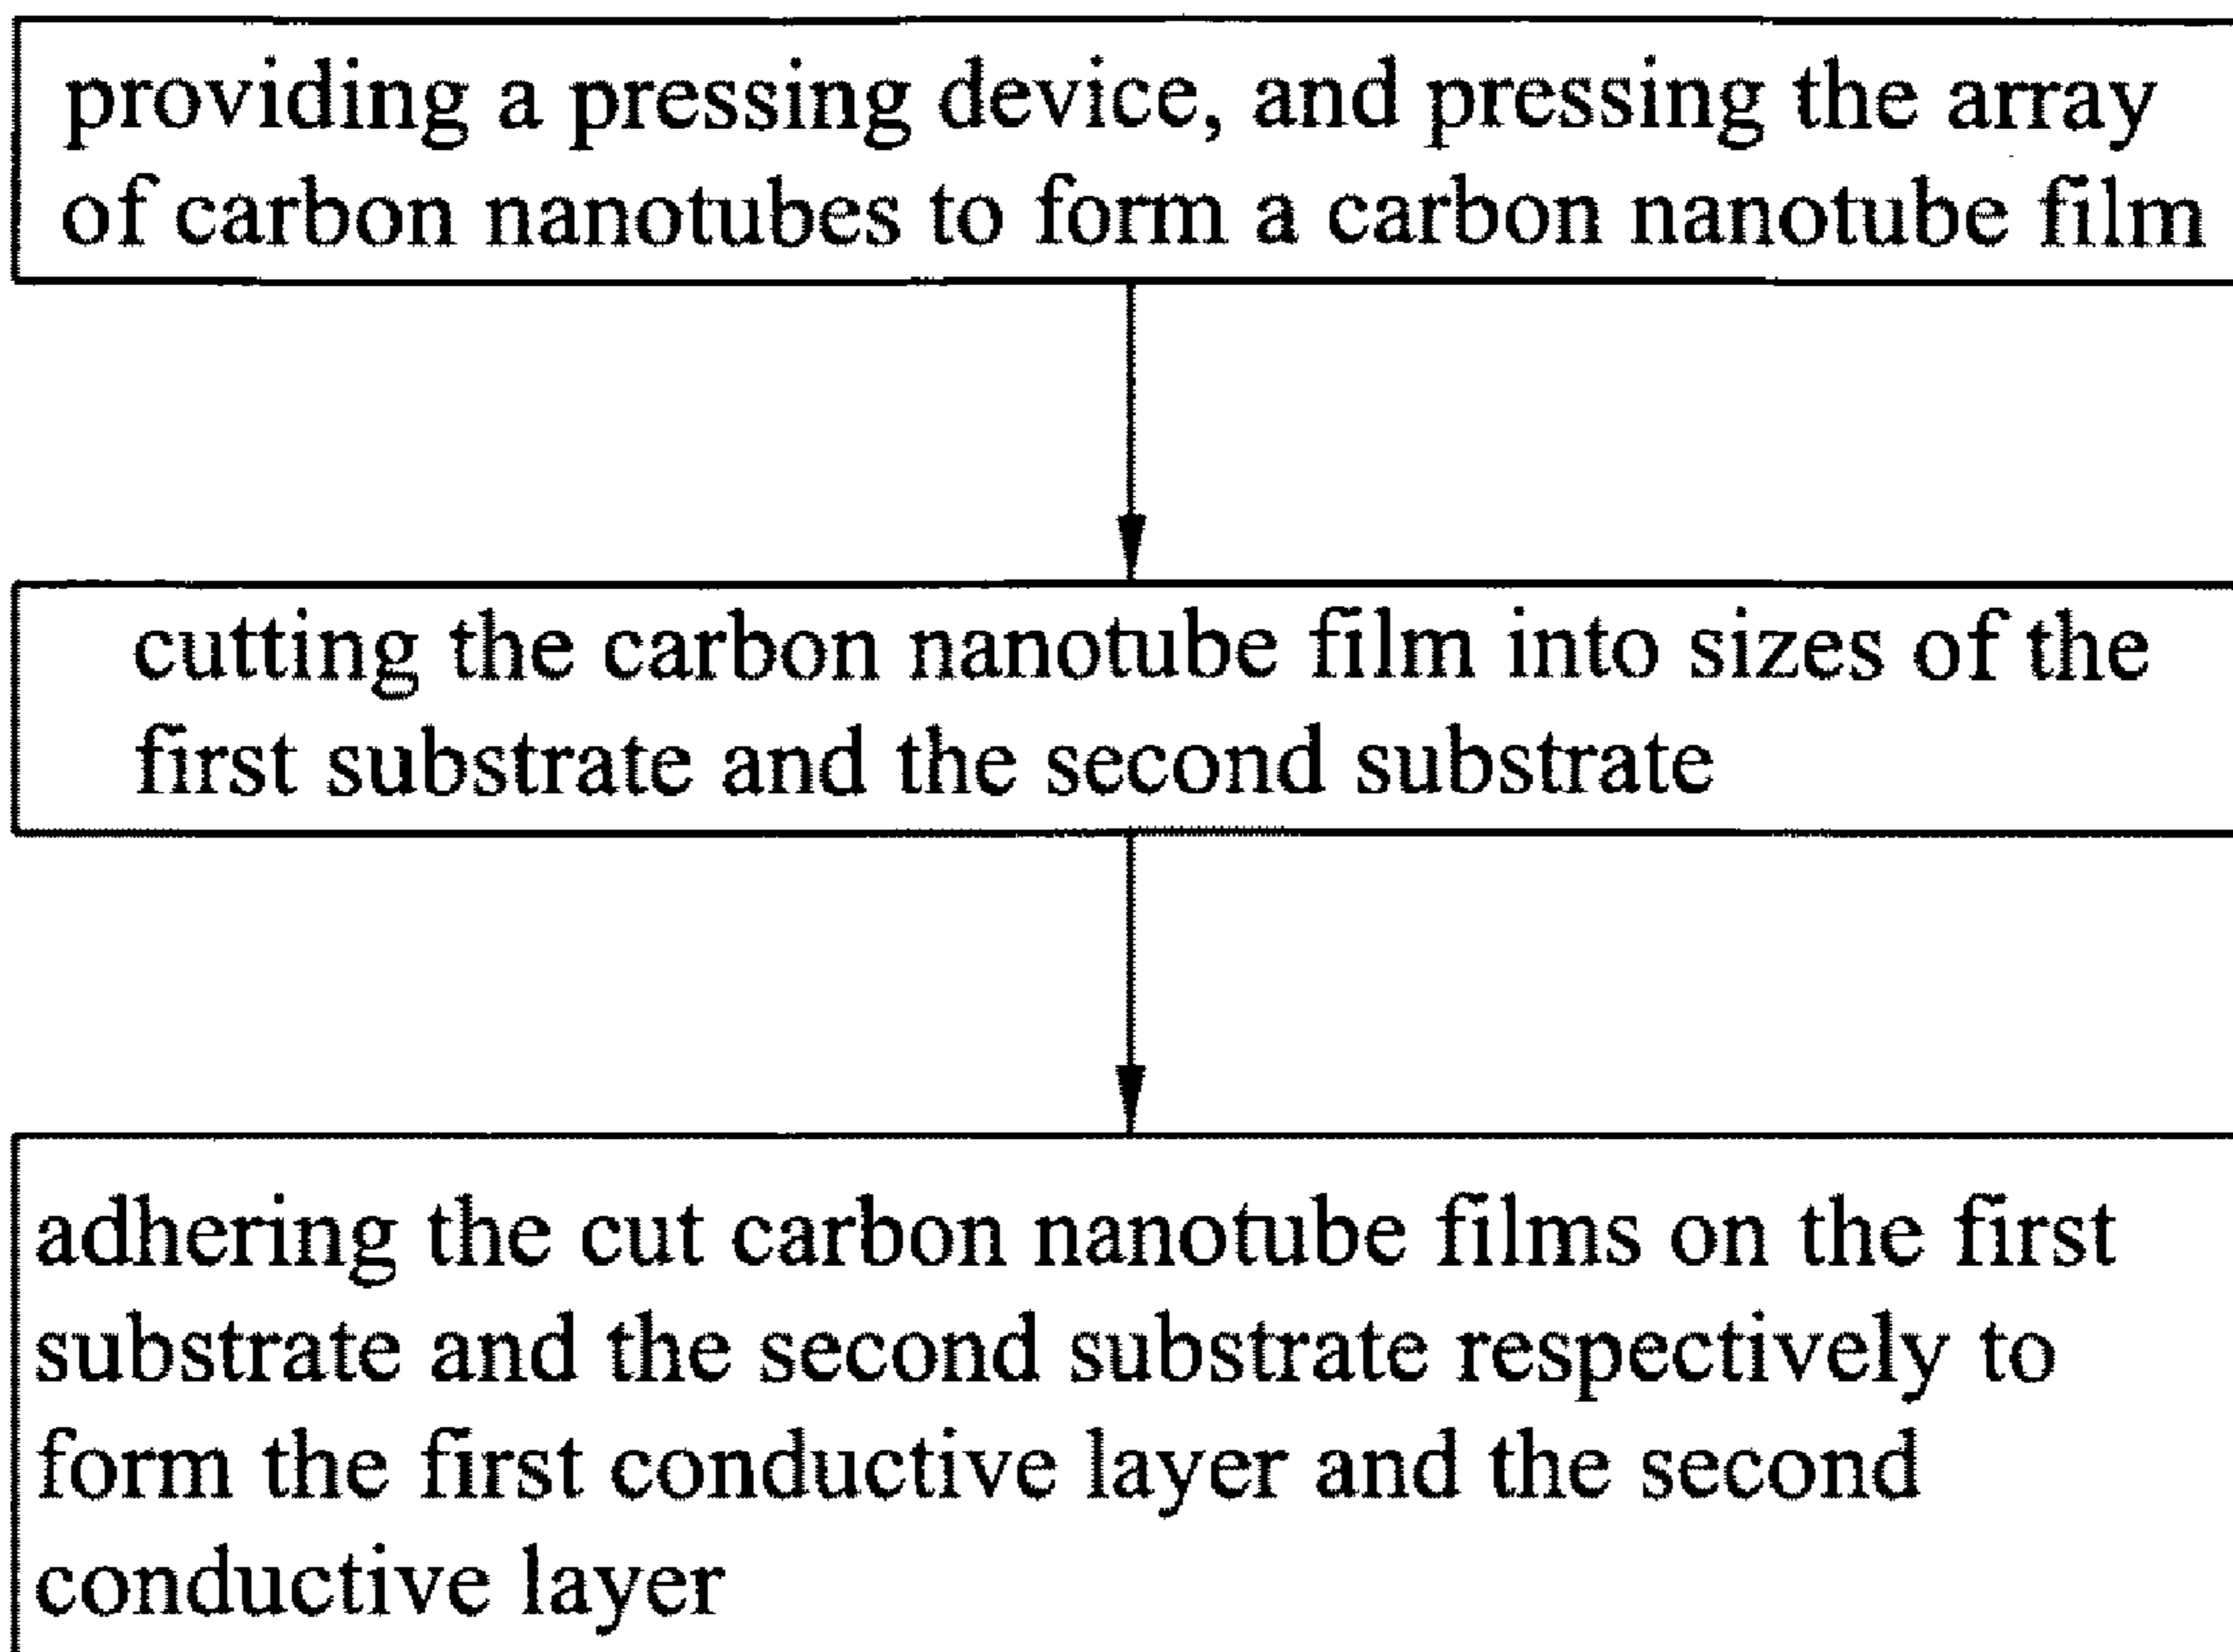 providing a pressing device, and pressing the array
of carbon nanotubes to form a carbon nanotube film
cutting the carbon nanotube film into sizes of the
first substrate and the second substrate
adhering the cut carbon nanotube films on the first
substrate and the second substrate respectively to
form the first conductive layer and the second
conductive layer